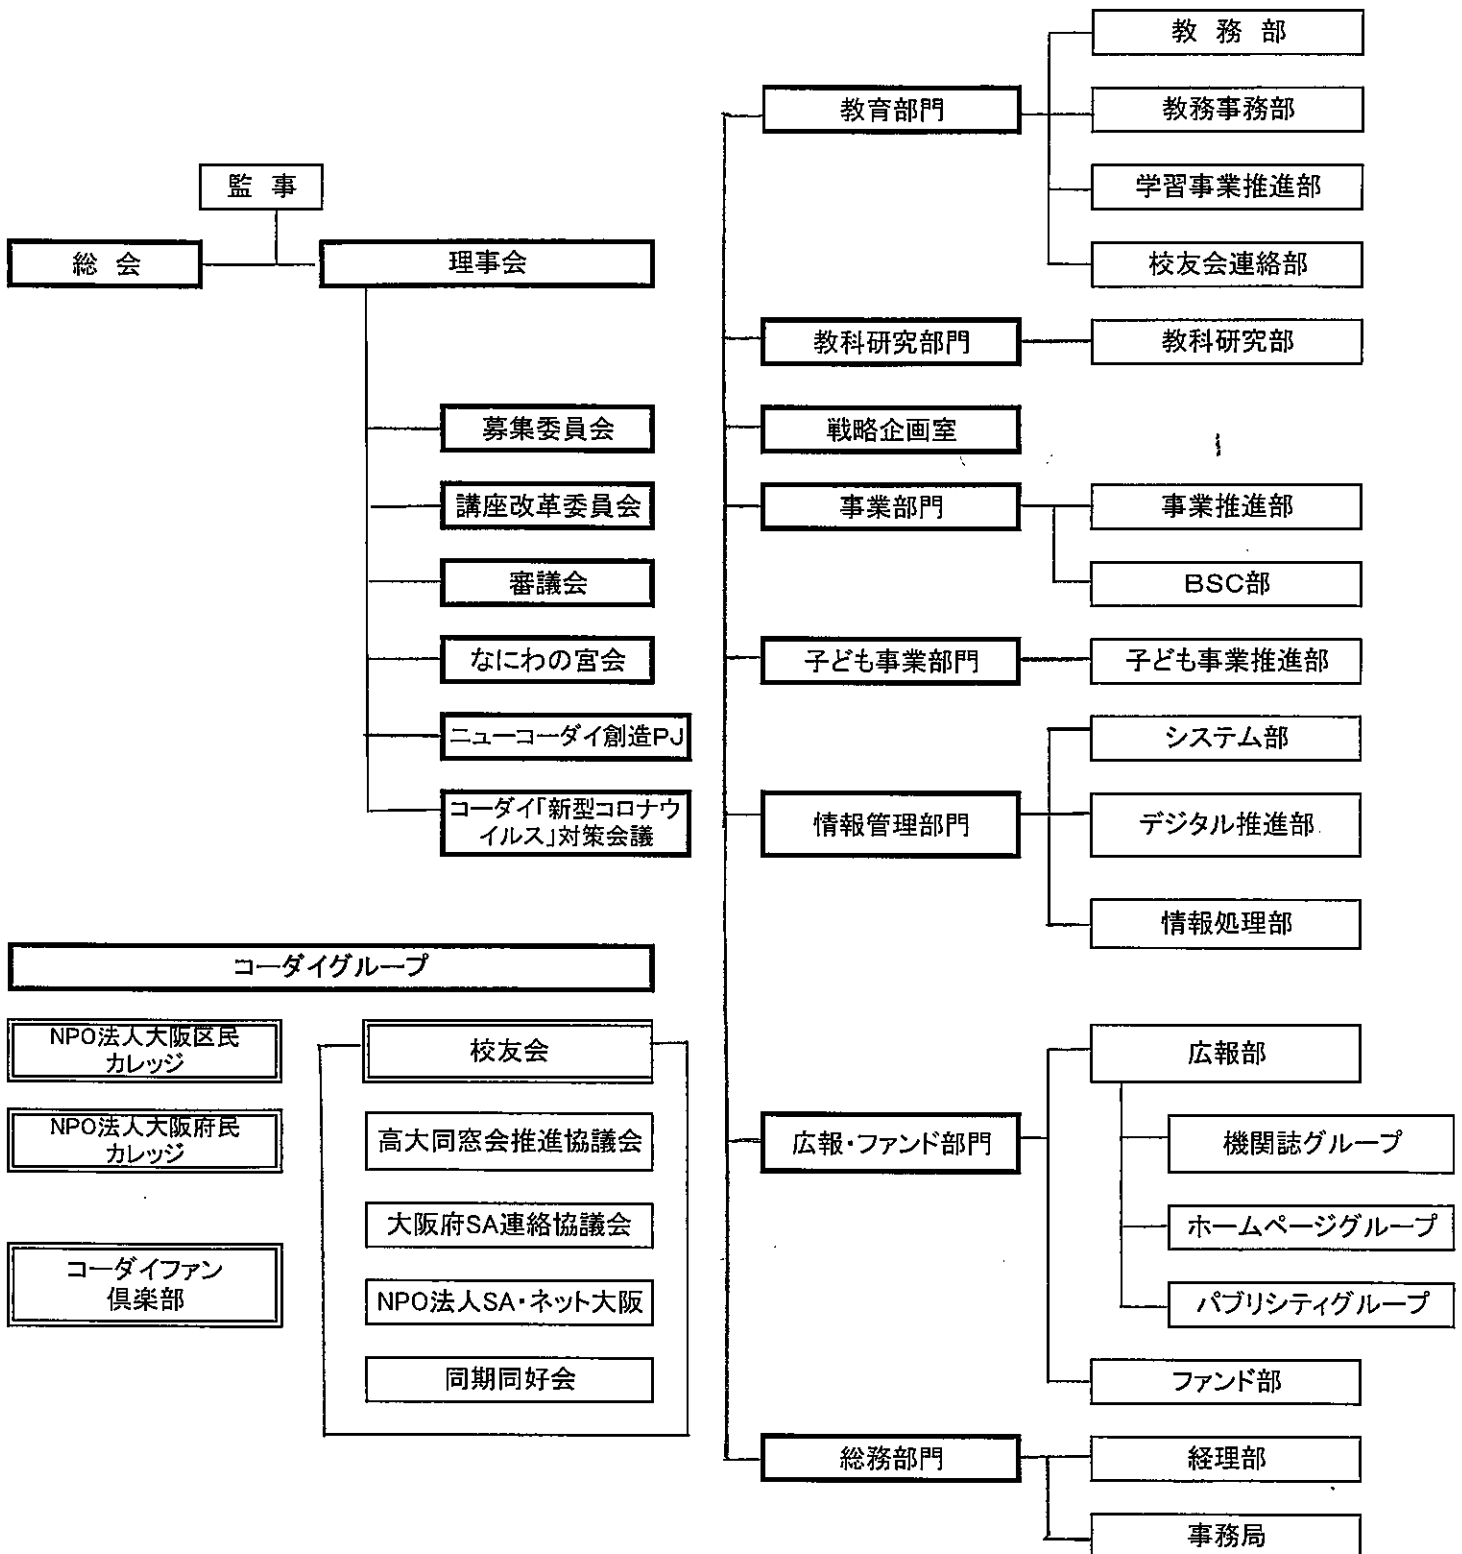 監 事
総 会
理事会
募集委員会
講座改革委員会
審議会
なにわの宮会
ニューコーダイ創造PJ
コーダイ「新型コロナウ
イルス」対策会議
コーダイグループ
NPO法人大阪区民
カレッジ
NPO法人大阪府民
カレッジ
コーダイファン
倶楽部
校友会
高大同窓会推進協議会
大阪府SA連絡協議会
NPO法人SA・ネット大阪
同期同好会
教育部門
教 務 部
教務事務部
学習事業推進部
校友会連絡部
教科研究部門
教科研究部
戦略企画室
事業部門
事業推進部
BSC部
子ども事業部門
子ども事業推進部
情報管理部門
システム部
デジタル推進部
情報処理部
広報・ファンド部門
広報部
機関誌グループ
ホームページグループ
パブリシティグループ
ファンド部
総務部門
経理部
事務局